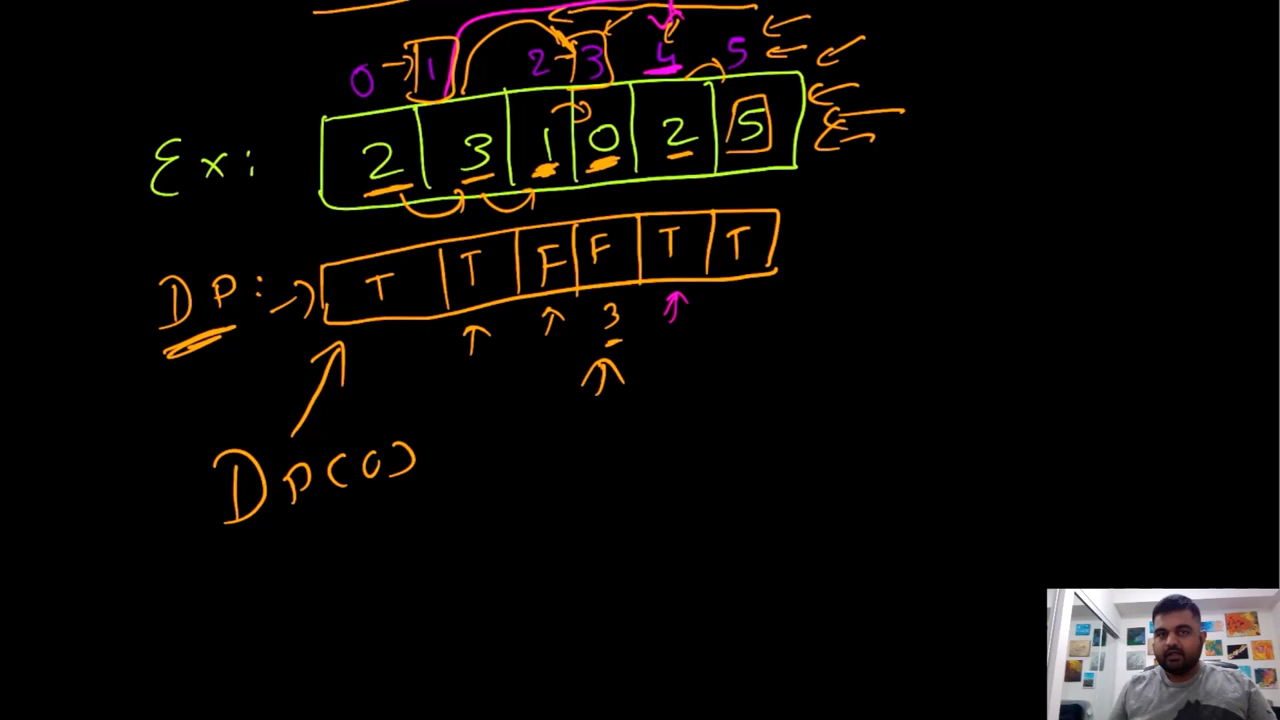 0 1 2 3 4 5
Ex: 2 3 1 0 2 5
DP: T T F F T T
3
DP(0)